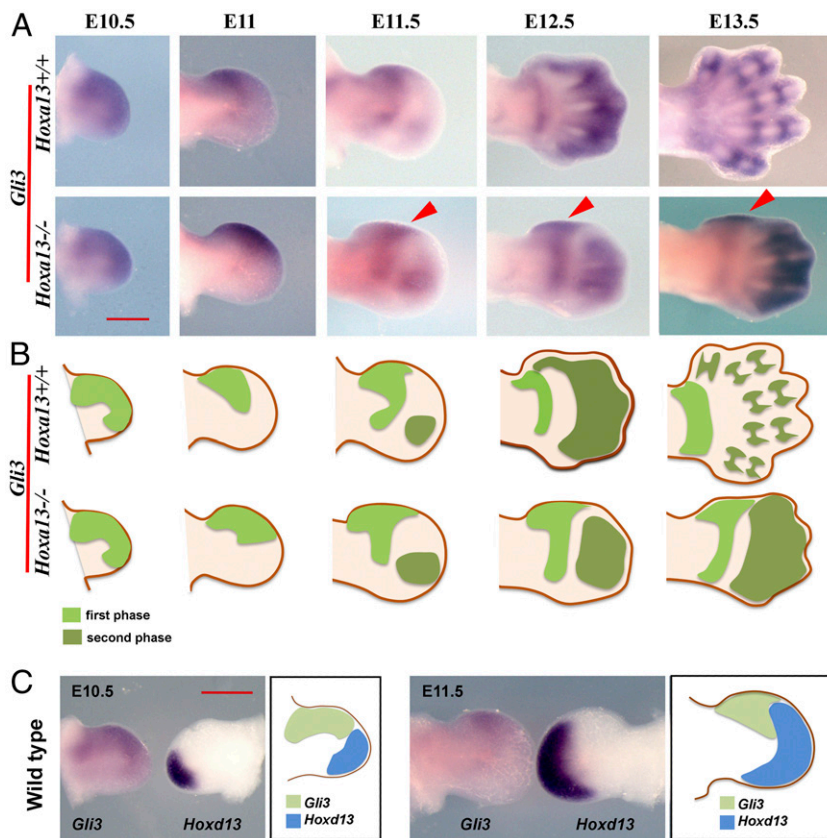 A E10.5 E11 E11.5 E12.5 E13.5
Gli3
Hoxa13+/+
Hoxa13-/-
B
Gli3
Hoxa13+/+
Hoxa13-/-
first phase
second phase
C
Wild type
E10.5
Gli3 Hoxd13
Gli3
Hoxd13
E11.5
Gli3 Hoxd13
Gli3
Hoxd13